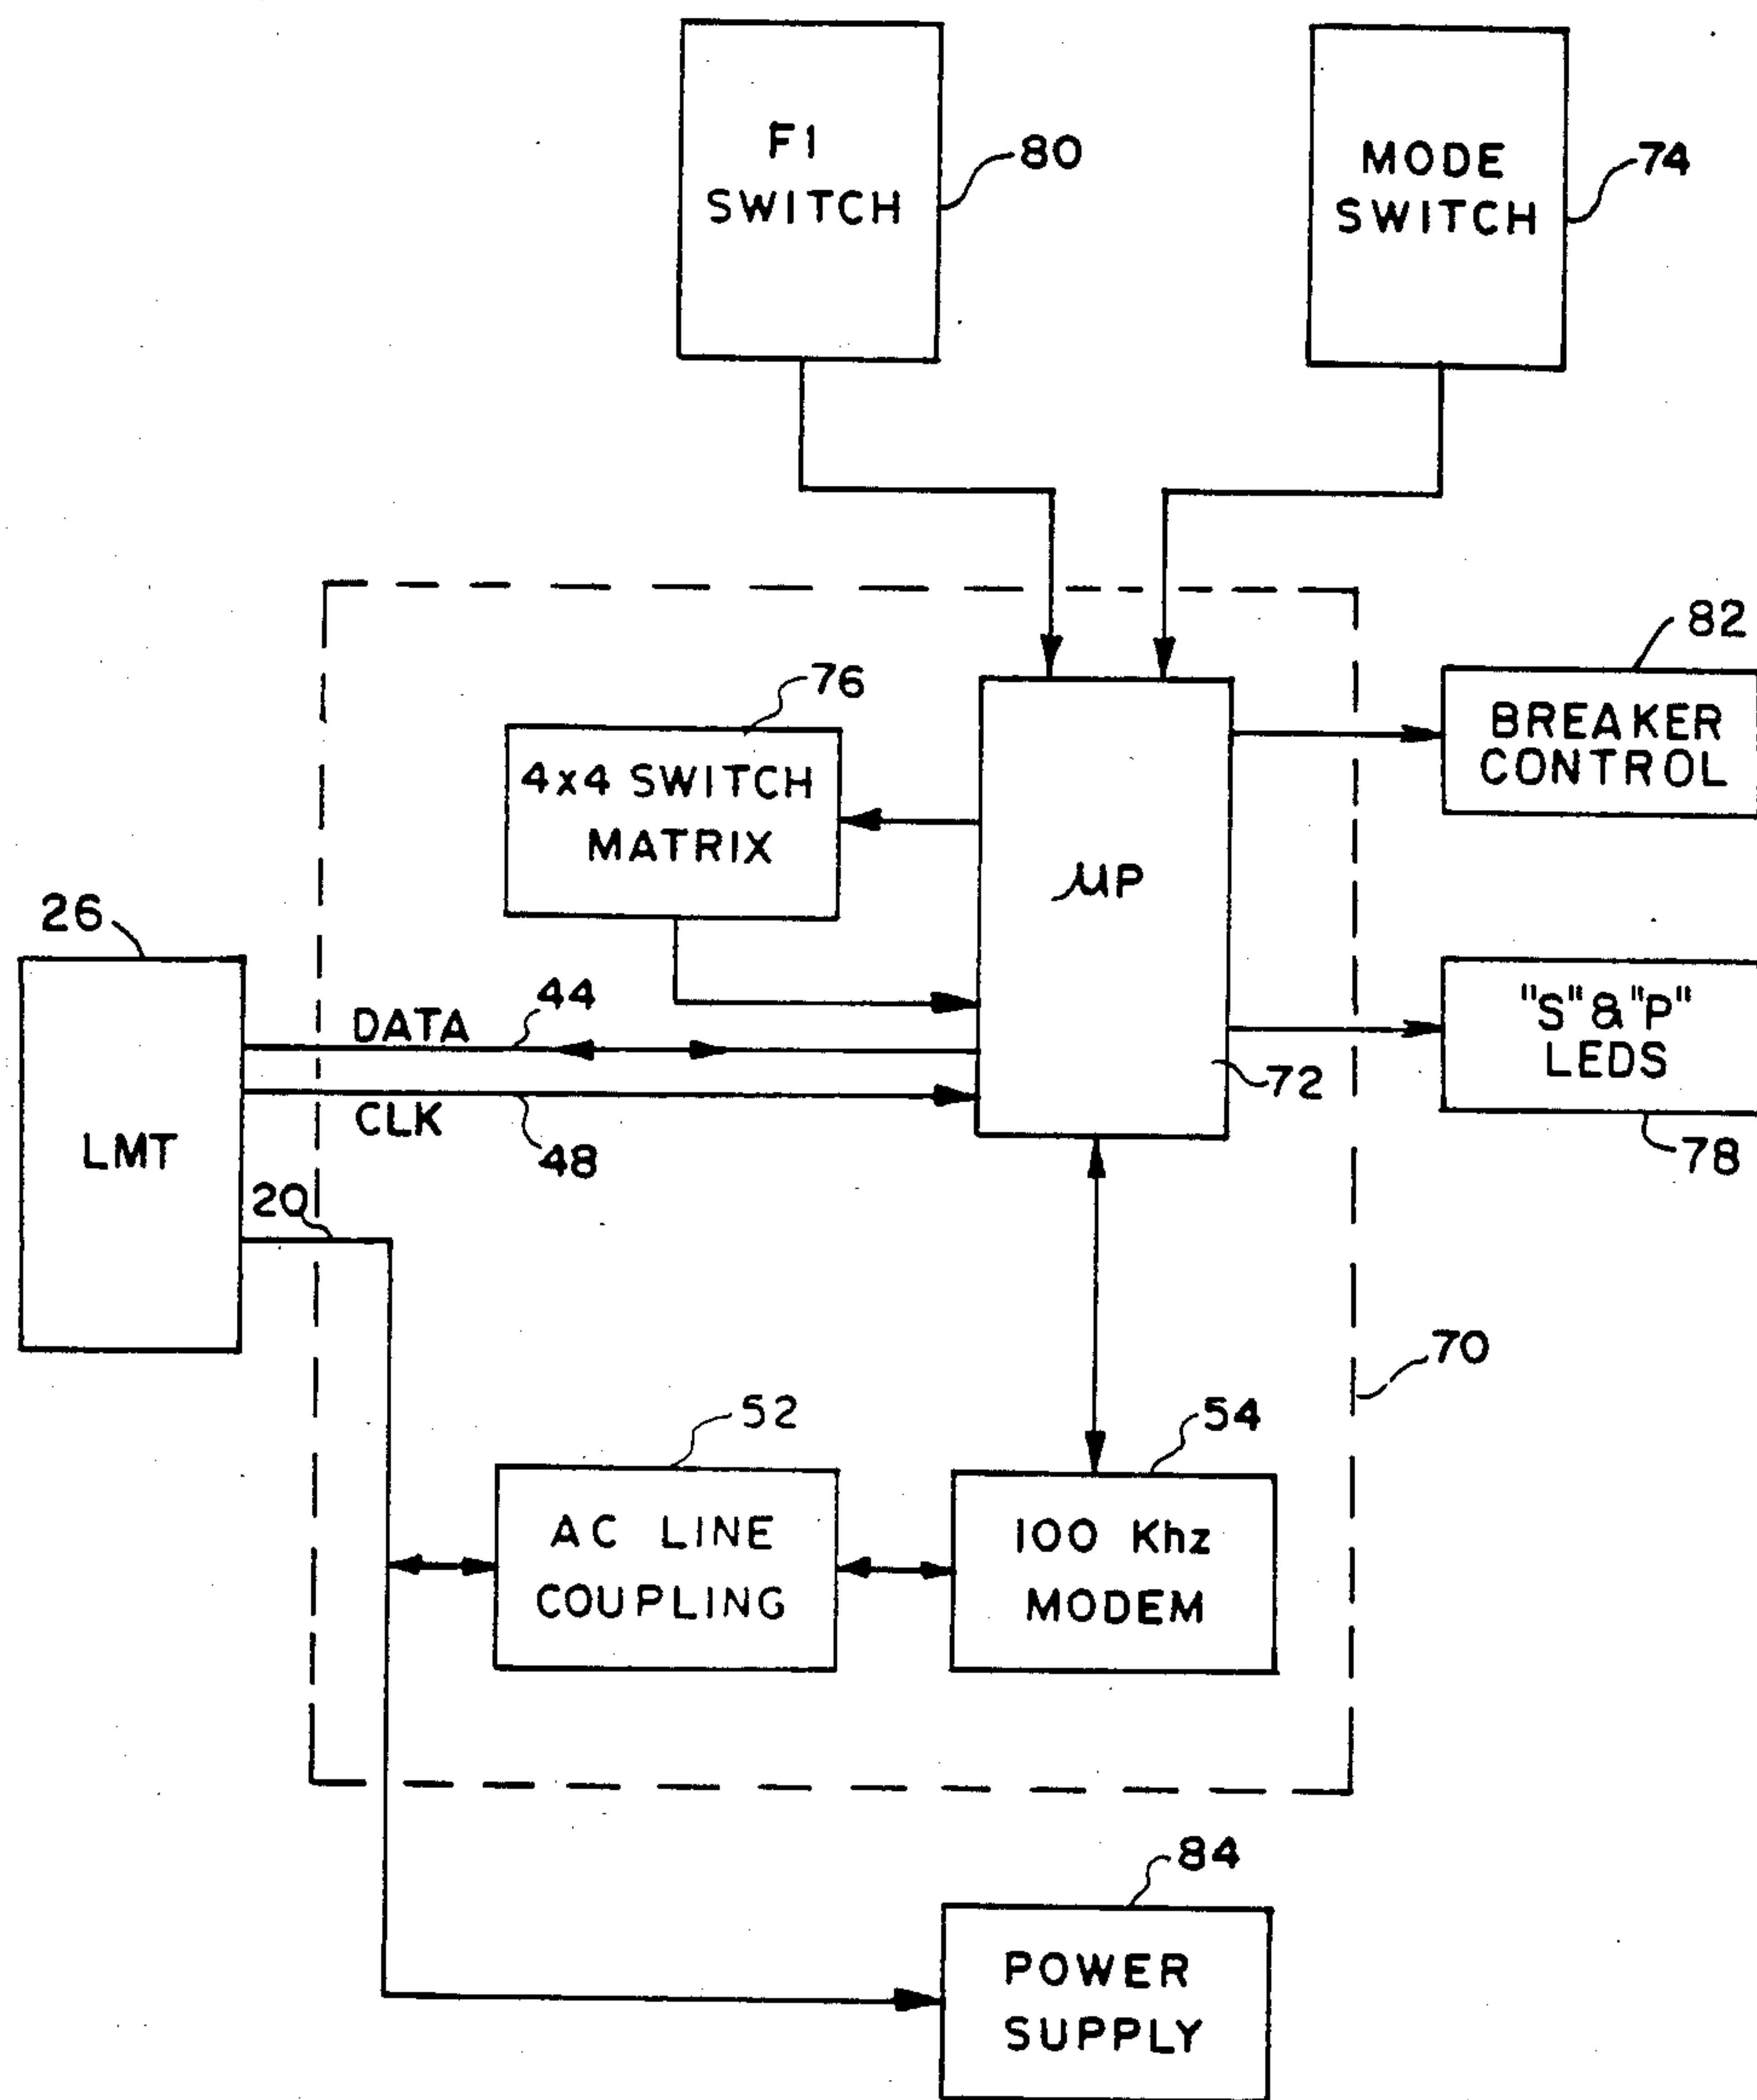 F1
SWITCH
80
MODE
SWITCH
74
82
BREAKER
CONTROL
76
4x4 SWITCH
MATRIX
μP
72
26
LMT
DATA
44
CLK
48
20
"S" & "P"
LEDS
78
70
52
AC LINE
COUPLING
54
100 Khz
MODEM
84
POWER
SUPPLY